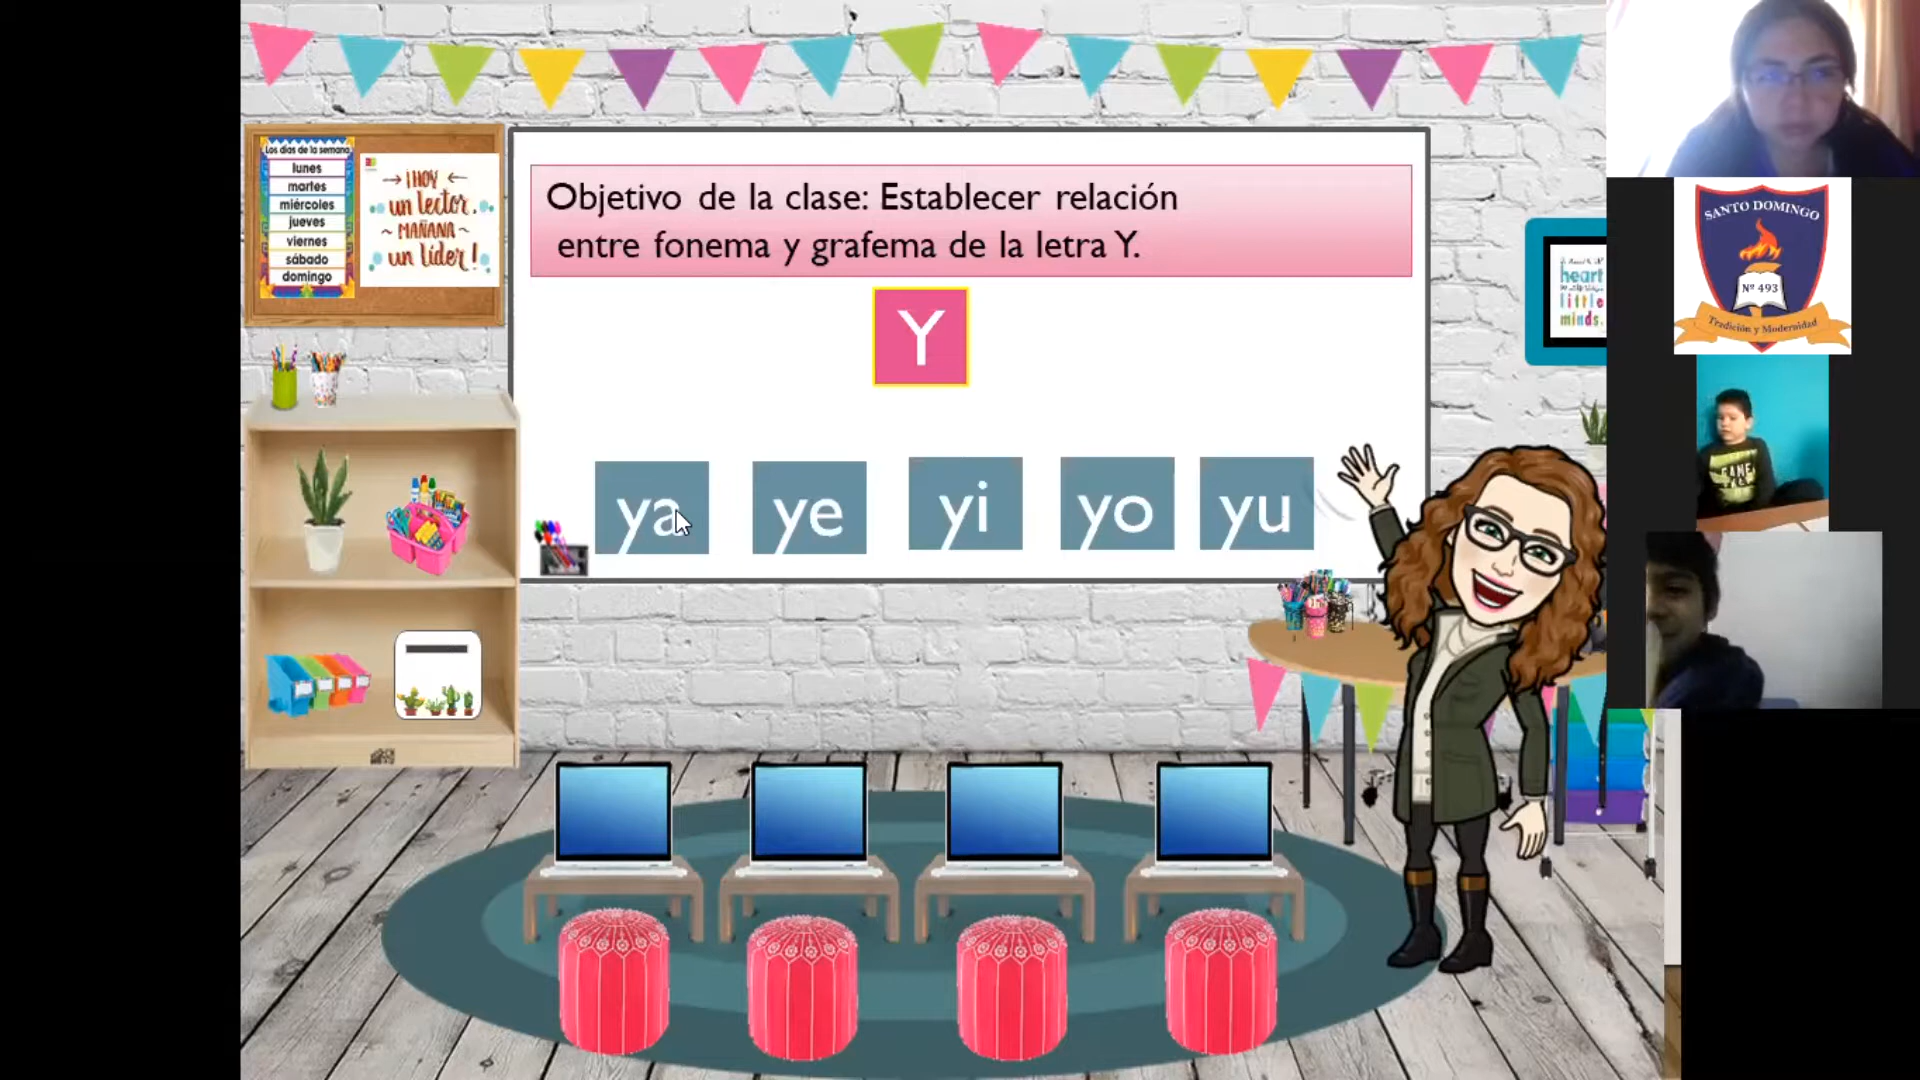 Los días de la semana
lunes
martes
miércoles
jueves
viernes
sábado
domingo
¡HOY
un lector,
~ MAÑANA ~
un líder!
Objetivo de la clase: Establecer relación
entre fonema y grafema de la letra Y.
Y
ya ye yi yo yu
heart
little
minds.
SANTO DOMINGO
Nº 493
Tradición y Modernidad
GAME